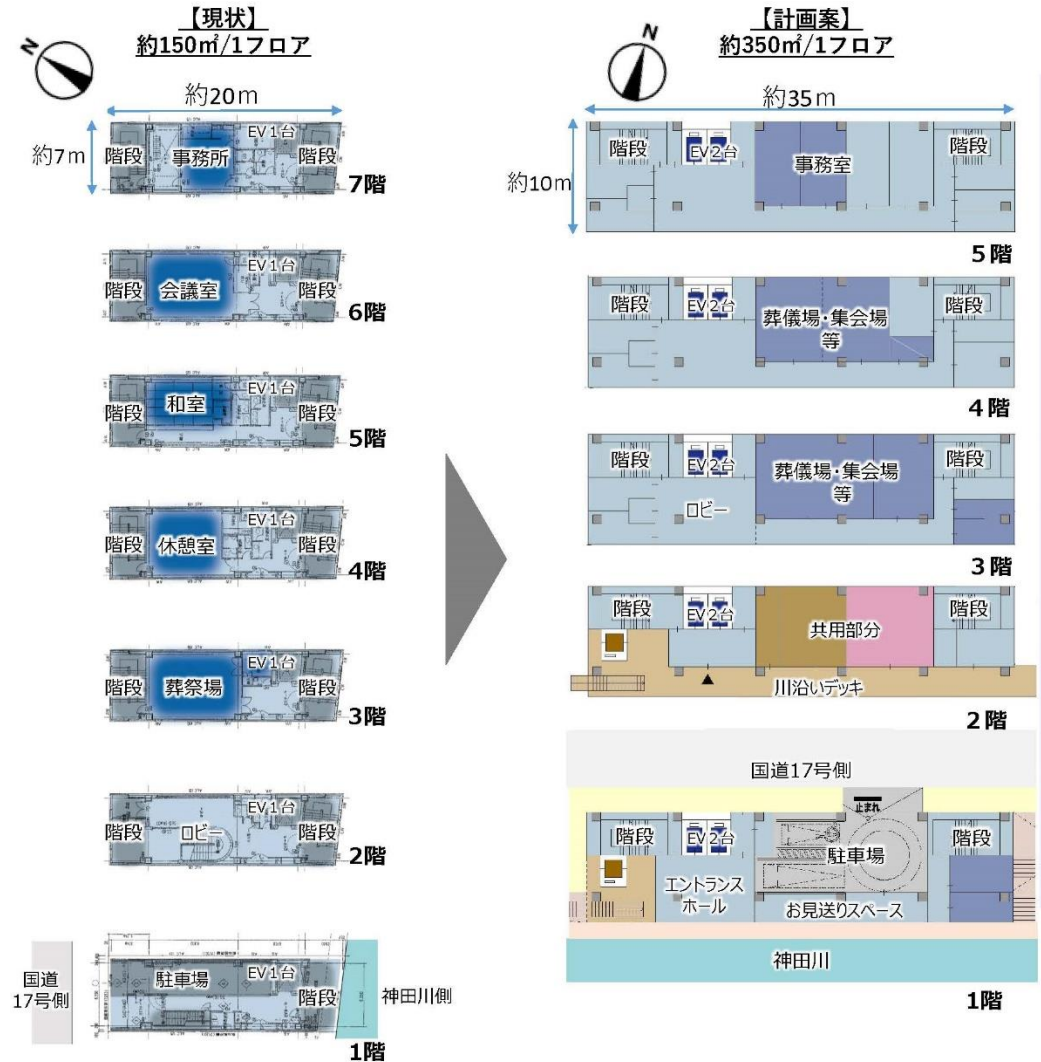 【現状】
約150㎡/1フロア
N
約20m
約7m
階段
事務所
EV1台
階段
7階
階段
会議室
EV1台
階段
6階
階段
和室
EV1台
階段
5階
階段
休憩室
EV1台
階段
4階
階段
葬祭場
EV1台
階段
3階
階段
ロビー
EV1台
階段
2階
国道
17号側
駐車場
EV1台
階段
神田川側
1階
【計画案】
約350㎡/1フロア
N
約35m
約10m
階段
EV2台
事務室
階段
5階
階段
EV2台
葬儀場・集会場
等
階段
4階
階段
EV2台
ロビー
葬儀場・集会場
等
階段
3階
階段
EV2台
共用部分
階段
川沿いデッキ
2階
国道17号側
止まれ
階段
EV2台
駐車場
階段
エントランス
ホール
お見送りスペース
神田川
1階